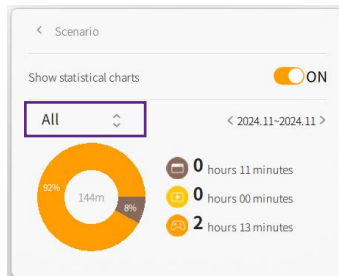 < Scenario
Show statistical charts ON
All < 2024.11~2024.11 >
0 hours 11 minutes
92% 144m 8% 0 hours 00 minutes
2 hours 13 minutes